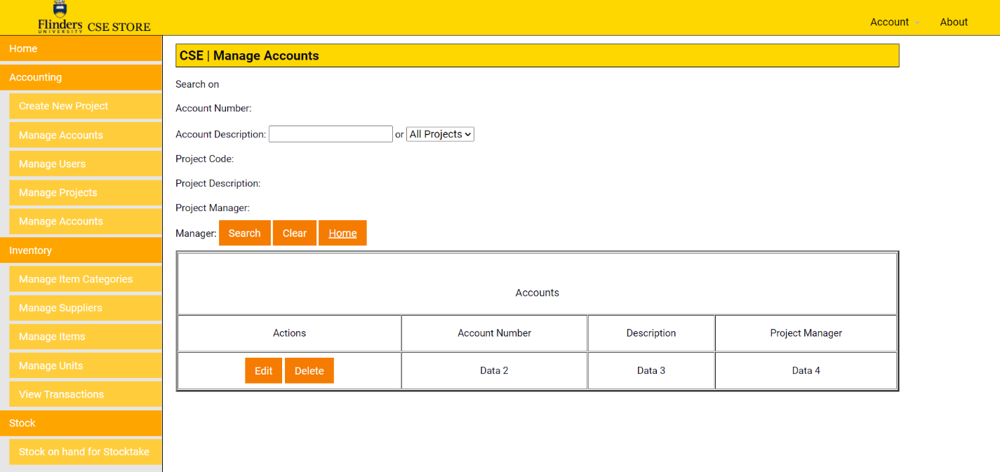 Flinders
UNIVERSITY CSE STORE
Account
About
Home
Accounting
Create New Project
Manage Accounts
Manage Users
Manage Projects
Manage Accounts
Inventory
Manage Item Categories
Manage Suppliers
Manage Items
Manage Units
View Transactions
Stock
Stock on hand for Stocktake
CSE | Manage Accounts
Search on
Account Number:
Account Description: or All Projects
Project Code:
Project Description:
Project Manager:
Manager: Search Clear Home
Accounts
Actions Account Number Description Project Manager
Edit Delete Data 2 Data 3 Data 4